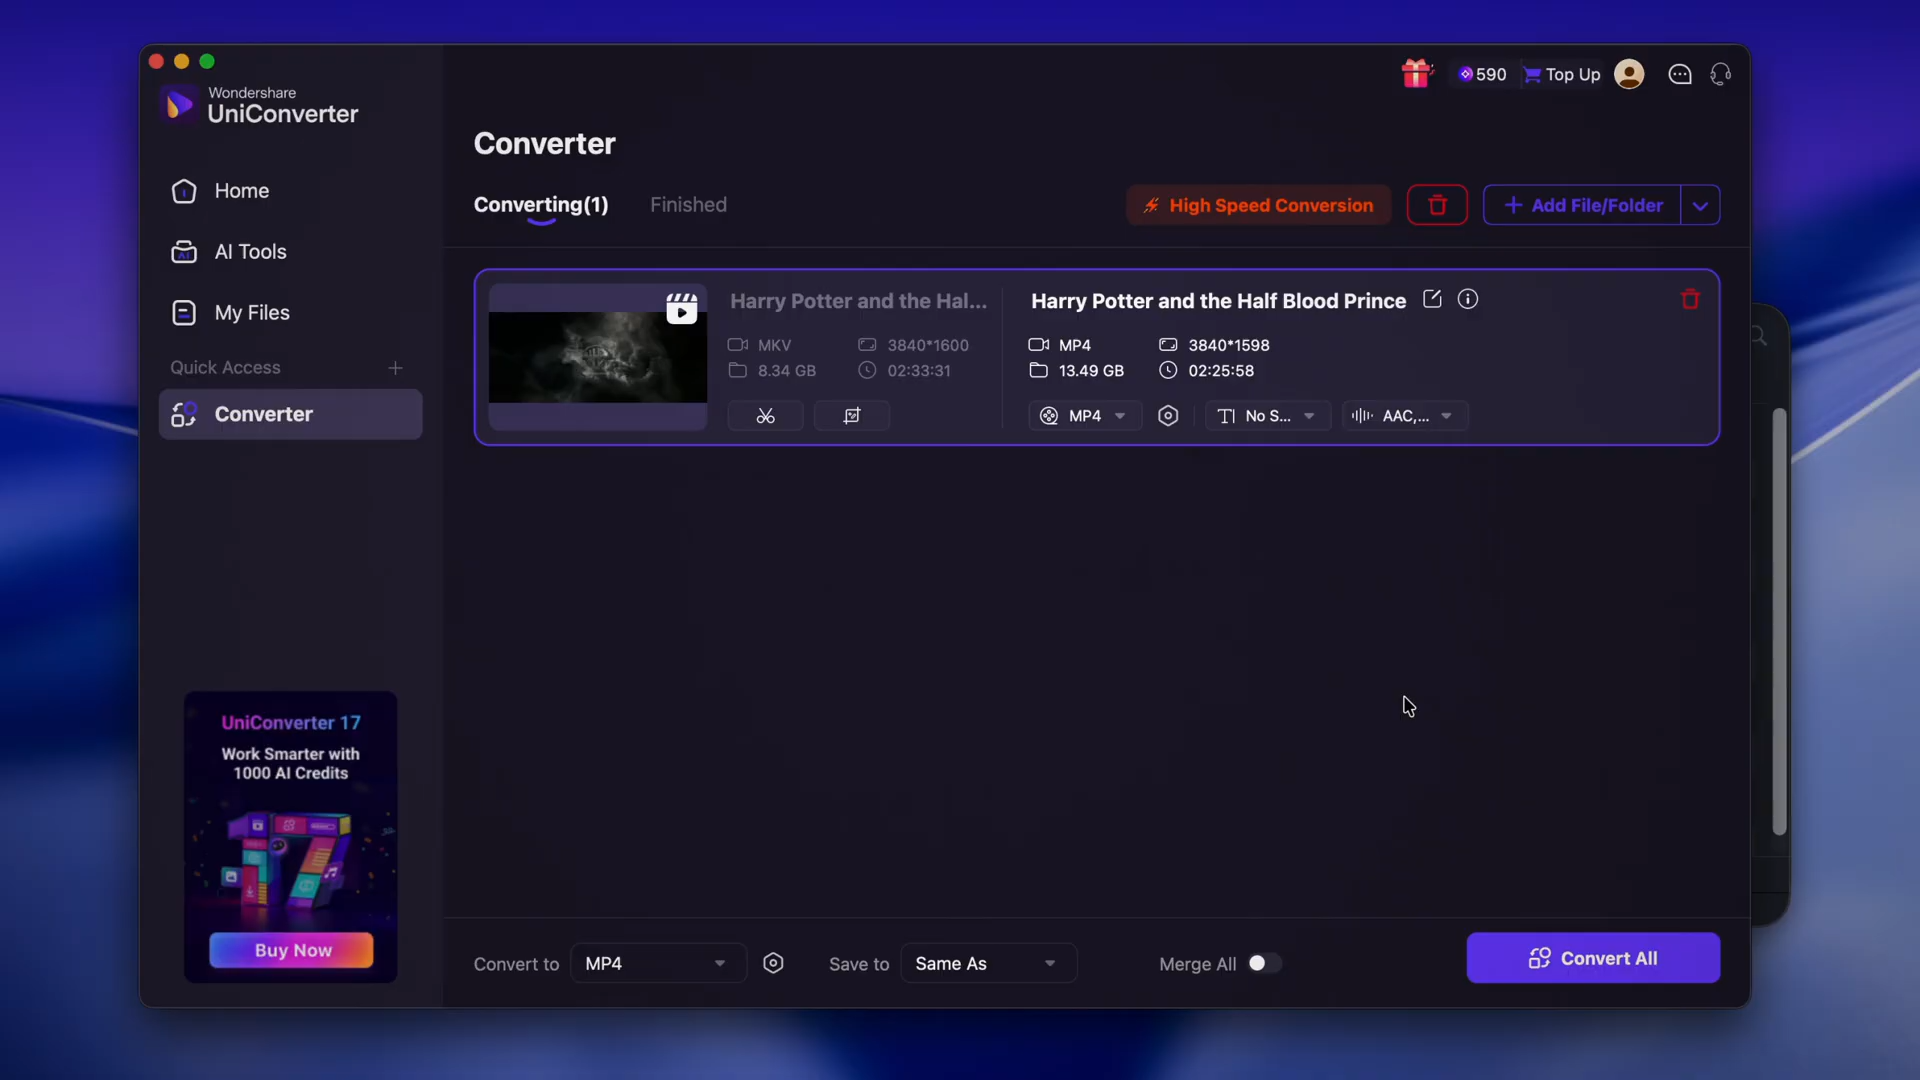 Wondershare
UniConverter
590
Top Up
Home
AI Tools
My Files
Quick Access
Converter
Converter
Converting(1)
Finished
High Speed Conversion
Add File/Folder
Harry Potter and the Hal...
MKV
3840*1600
8.34 GB
02:33:31
Harry Potter and the Half Blood Prince
MP4
3840*1598
13.49 GB
02:25:58
MP4
No S...
AAC,...
UniConverter 17
Work Smarter with
1000 AI Credits
Buy Now
Convert to
MP4
Save to
Same As
Merge All
Convert All